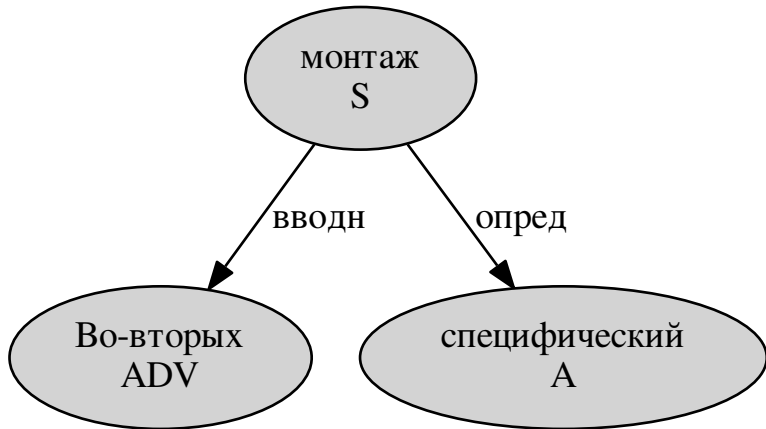 монтаж
S
вводн
опред
Во-вторых
ADV
специфический
A